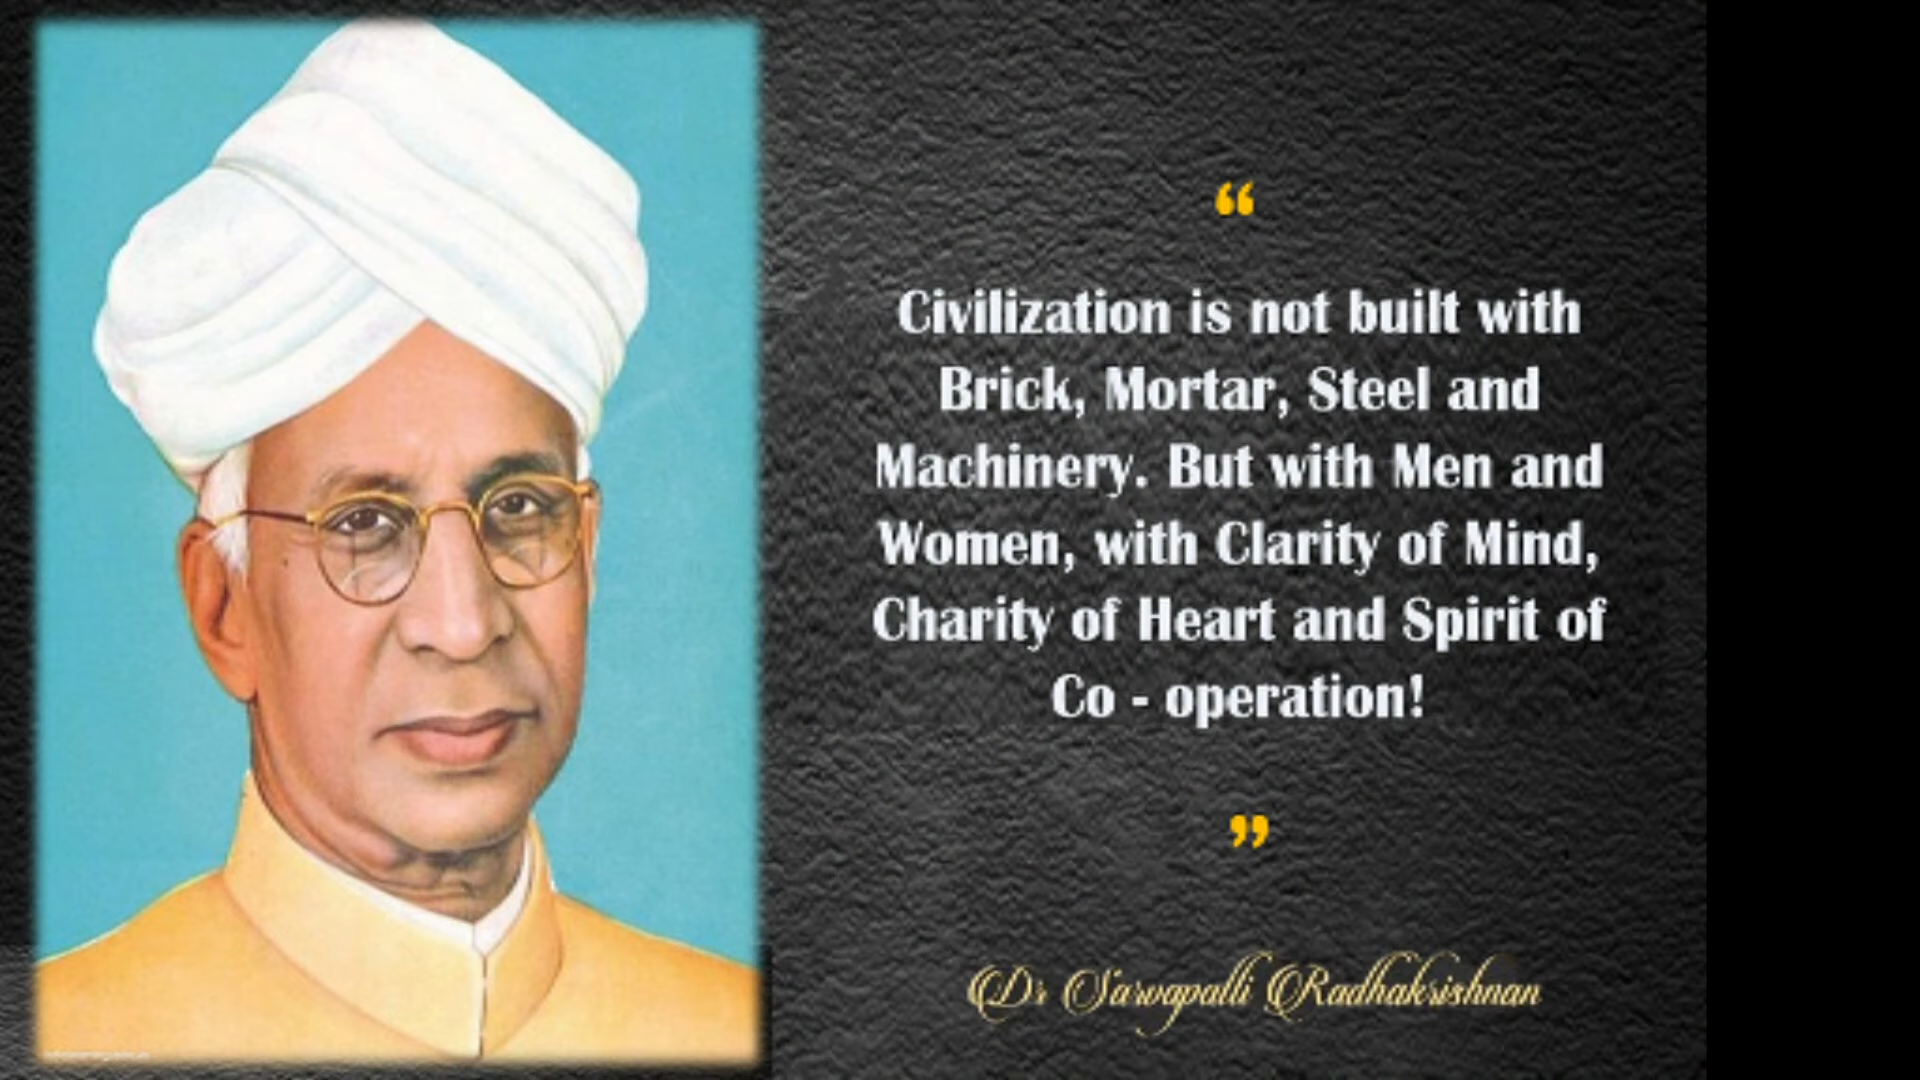 “
Civilization is not built with
Brick, Mortar, Steel and
Machinery. But with Men and
Women, with Clarity of Mind,
Charity of Heart and Spirit of
Co - operation!
”
Dr Sarvapalli Radhakrishnan